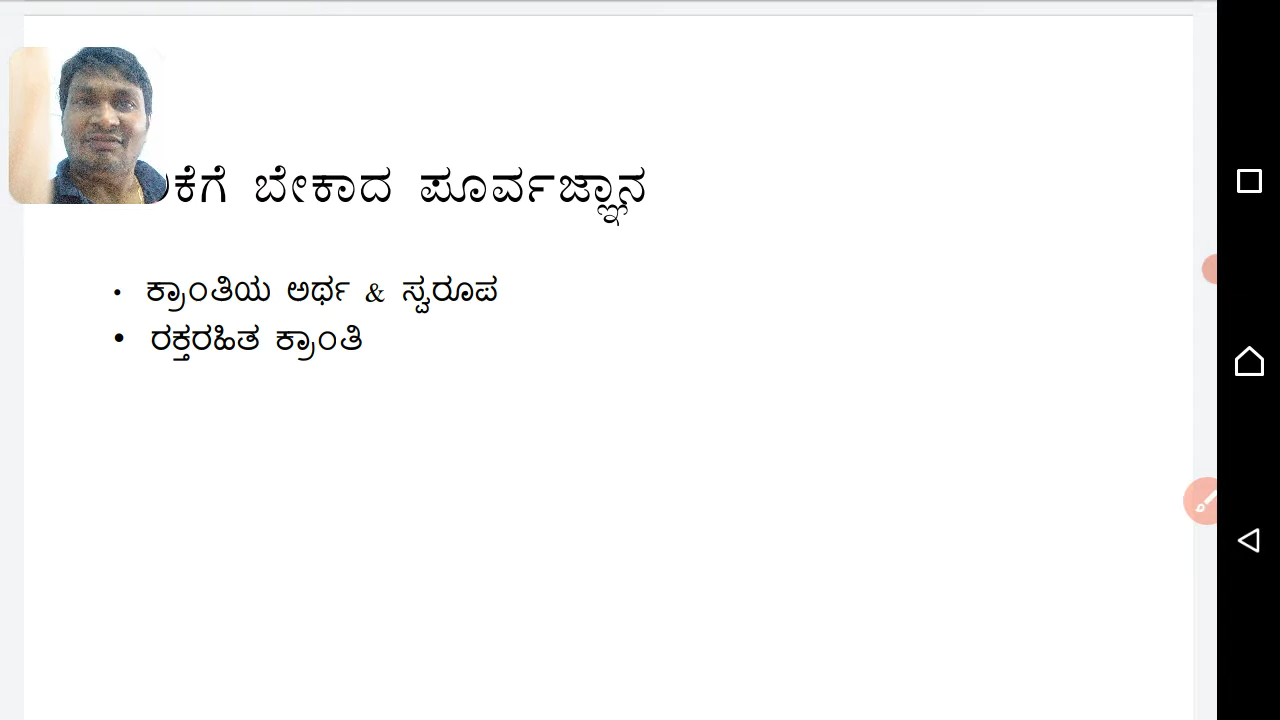 ಬೇಕಾದ ಪೂರ್ವಜ್ಞಾನ
• ಕ್ರಾಂತಿಯ ಅರ್ಥ & ಸ್ವರೂಪ
• ರಕ್ತರಹಿತ ಕ್ರಾಂತಿ